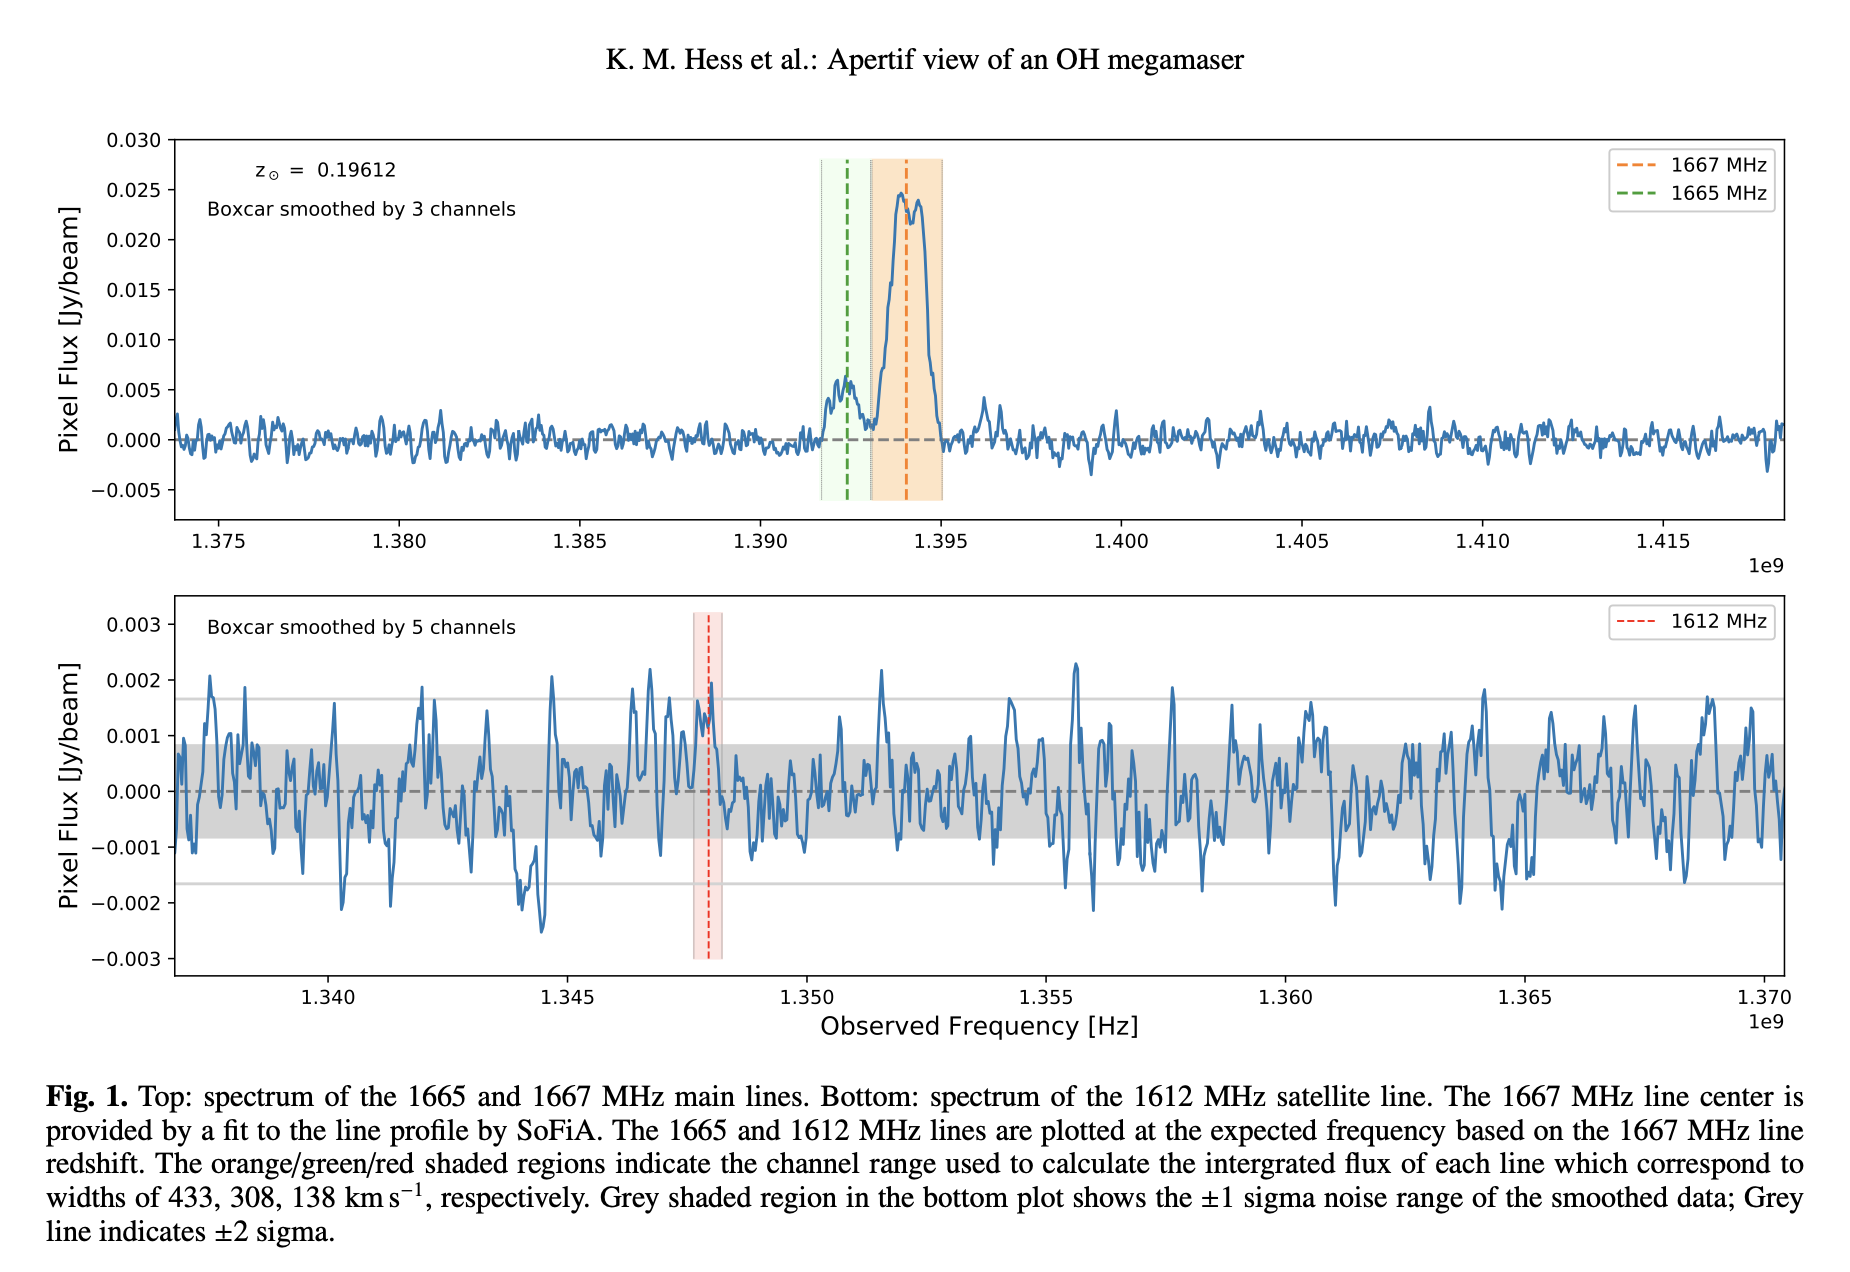 K. M. Hess et al.: Apertif view of an OH megamaser
0.030
0.025
0.020
0.015
0.010
0.005
0.000
−0.005
Pixel Flux [Jy/beam]
z⊙ = 0.19612
Boxcar smoothed by 3 channels
1667 MHz
1665 MHz
1.375 1.380 1.385 1.390 1.395 1.400 1.405 1.410 1.415
1e9
0.003
0.002
0.001
0.000
−0.001
−0.002
−0.003
Pixel Flux [Jy/beam]
Boxcar smoothed by 5 channels
1612 MHz
1.340 1.345 1.350 1.355 1.360 1.365 1.370
1e9
Observed Frequency [Hz]
Fig. 1. Top: spectrum of the 1665 and 1667 MHz main lines. Bottom: spectrum of the 1612 MHz satellite line. The 1667 MHz line center is
provided by a fit to the line profile by SoFiA. The 1665 and 1612 MHz lines are plotted at the expected frequency based on the 1667 MHz line
redshift. The orange/green/red shaded regions indicate the channel range used to calculate the intergrated flux of each line which correspond to
widths of 433, 308, 138 km s⁻¹, respectively. Grey shaded region in the bottom plot shows the ±1 sigma noise range of the smoothed data; Grey
line indicates ±2 sigma.